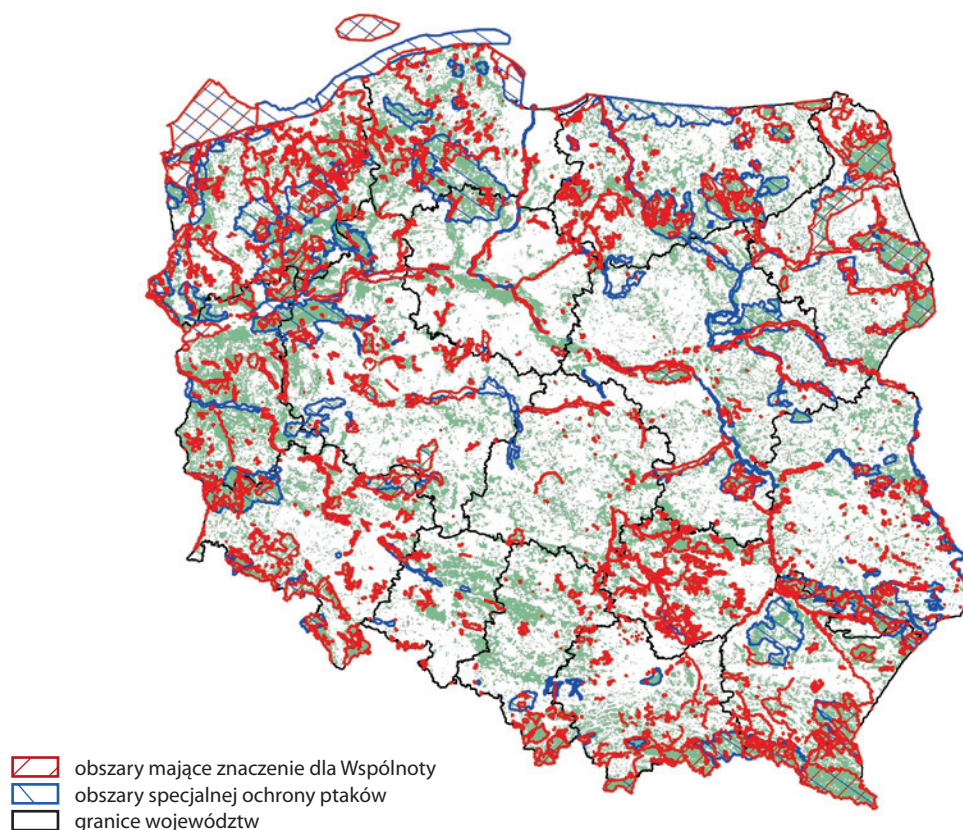 obszary mające znaczenie dla Wspólnoty
obszary specjalnej ochrony ptaków
granice województw